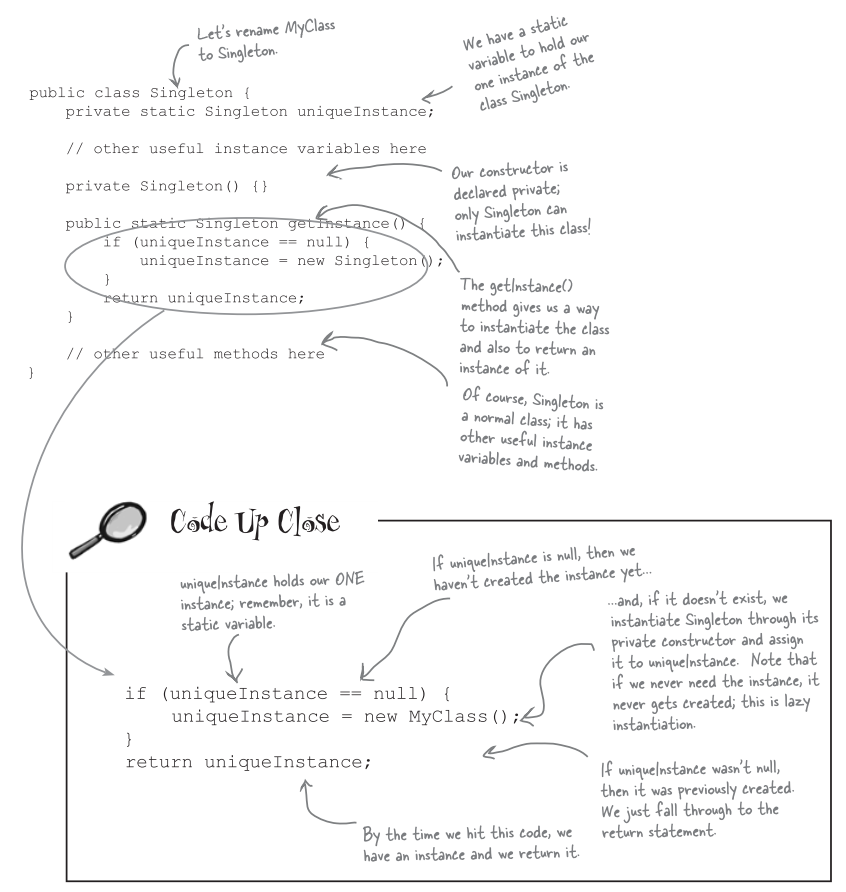 Let's rename MyClass
to Singleton.
We have a static
variable to hold our
one instance of the
class Singleton.
public class Singleton {
private static Singleton uniqueInstance;
// other useful instance variables here
Our constructor is
declared private;
only Singleton can
instantiate this class!
private Singleton() {}
public static Singleton getInstance() {
if (uniqueInstance == null) {
uniqueInstance = new Singleton();
}
return uniqueInstance;
}
The getInstance()
method gives us a way
to instantiate the class
and also to return an
instance of it.
// other useful methods here
}
Of course, Singleton is
a normal class; it has
other useful instance
variables and methods.
Code Up Close
uniqueInstance holds our ONE
instance; remember, it is a
static variable.
If uniqueInstance is null, then we
haven't created the instance yet...
...and, if it doesn't exist, we
instantiate Singleton through its
private constructor and assign
it to uniqueInstance. Note that
if we never need the instance, it
never gets created; this is lazy
instantiation.
if (uniqueInstance == null) {
uniqueInstance = new MyClass();
}
return uniqueInstance;
If uniqueInstance wasn't null,
then it was previously created.
We just fall through to the
return statement.
By the time we hit this code, we
have an instance and we return it.